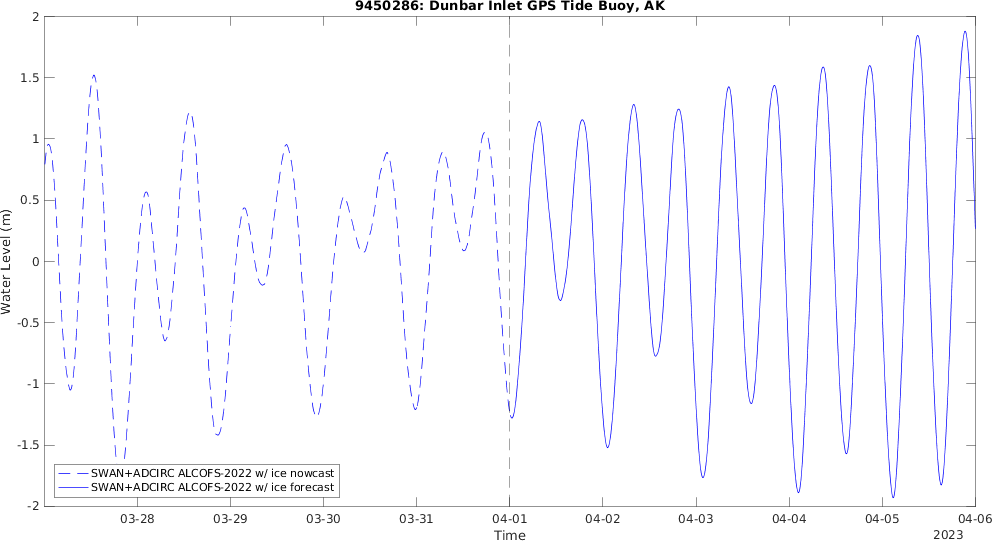 9450286: Dunbar Inlet GPS Tide Buoy, AK
2
1.5
1
0.5
0
-0.5
-1
-1.5
-2
Water Level (m)
SWAN+ADCIRC ALCOFS-2022 w/ ice nowcast
SWAN+ADCIRC ALCOFS-2022 w/ ice forecast
03-28 03-29 03-30 03-31 04-01 04-02 04-03 04-04 04-05 04-06
Time
2023